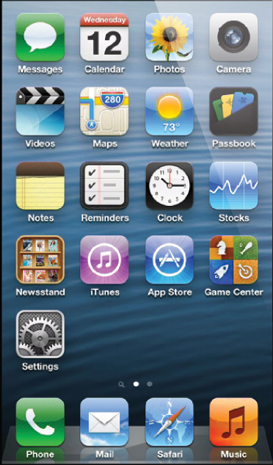 Wednesday
12
280
73°
Messages Calendar Photos Camera
Videos Maps Weather Passbook
Notes Reminders Clock Stocks
Newsstand iTunes App Store Game Center
Settings
Phone Mail Safari Music